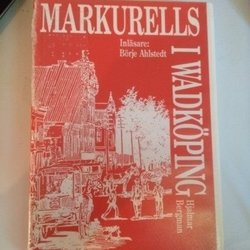 MARKURELLS
I WADKÖPING
Inläsare:
Börje Ahlstedt
Hjalmar
Bergman